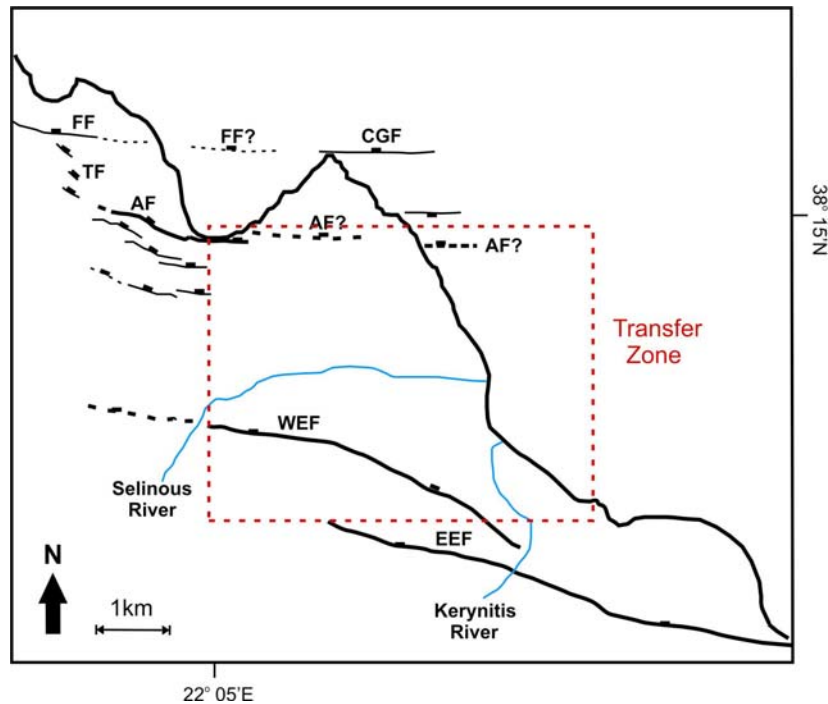 FF
FF?
CGF
TF
AF
AF?
AF?
38° 15'N
Transfer
Zone
WEF
Selinous
River
EEF
N
1km
Kerynitis
River
22° 05'E